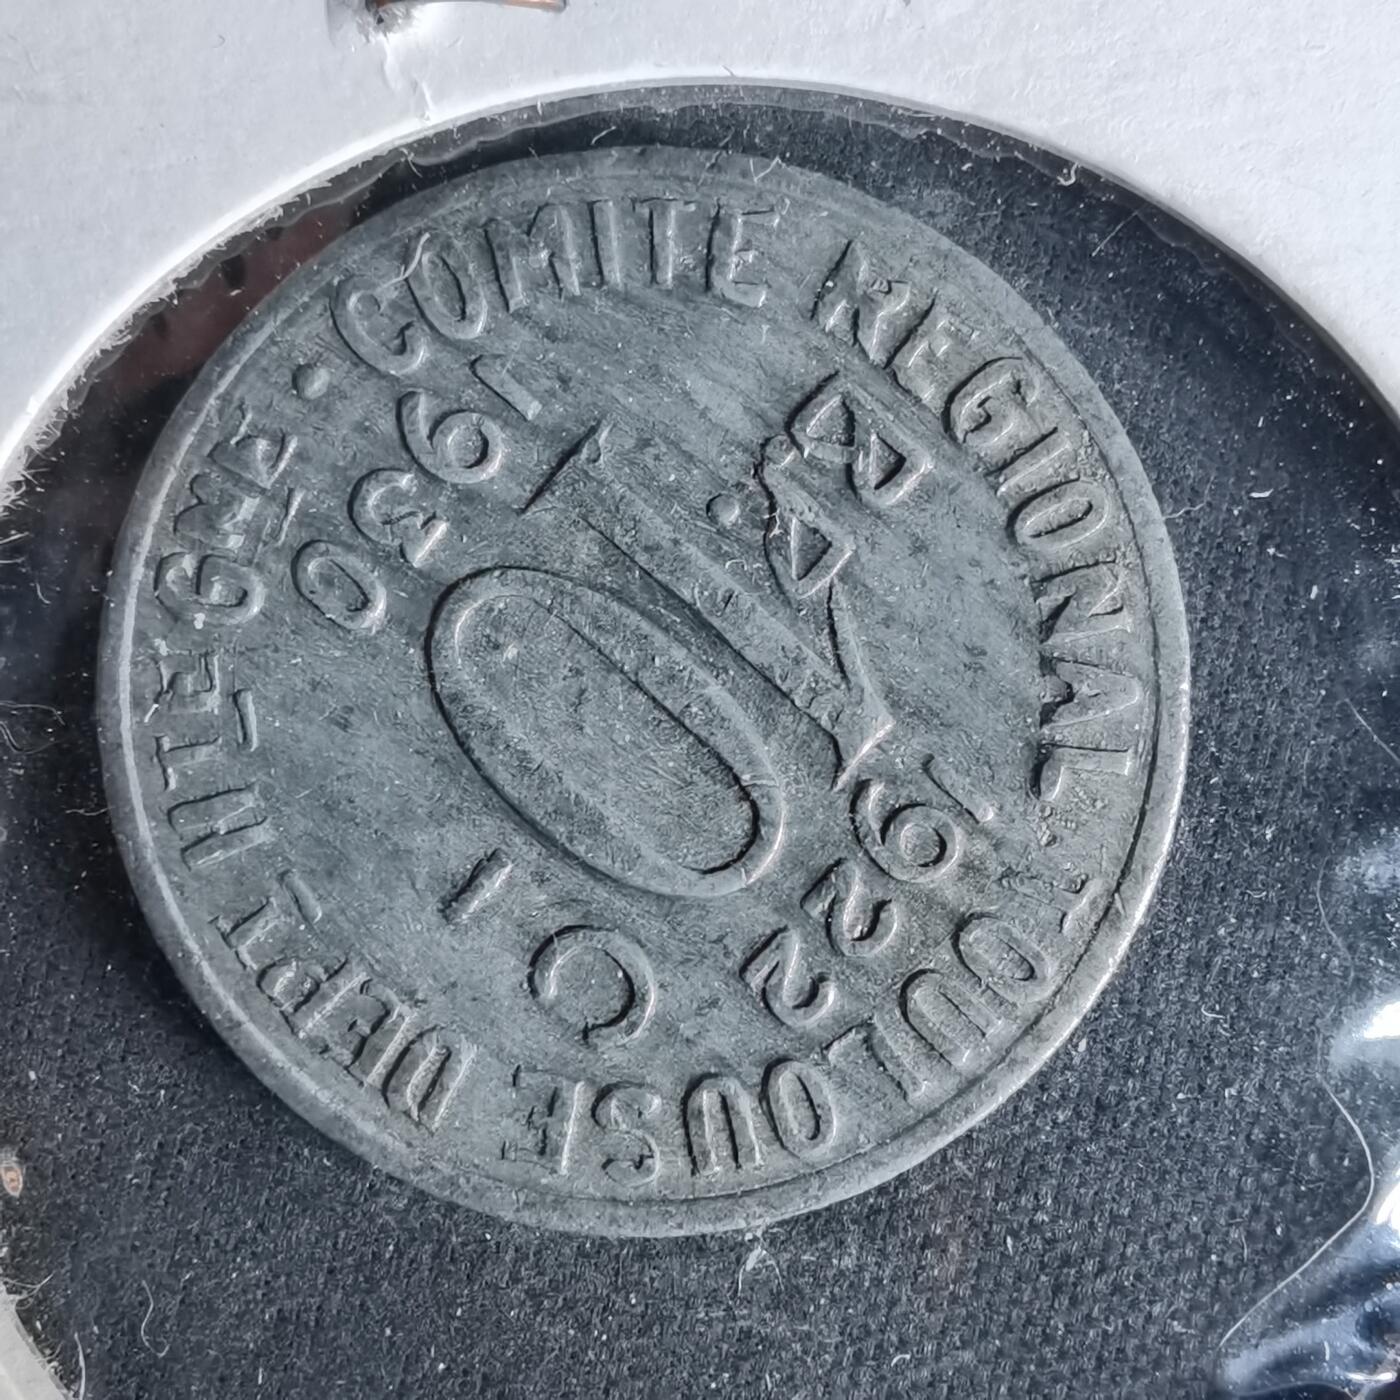 COMITE REGIONAL
TOULOUSE
DEPT HTE GNE
1922 1930
10
C